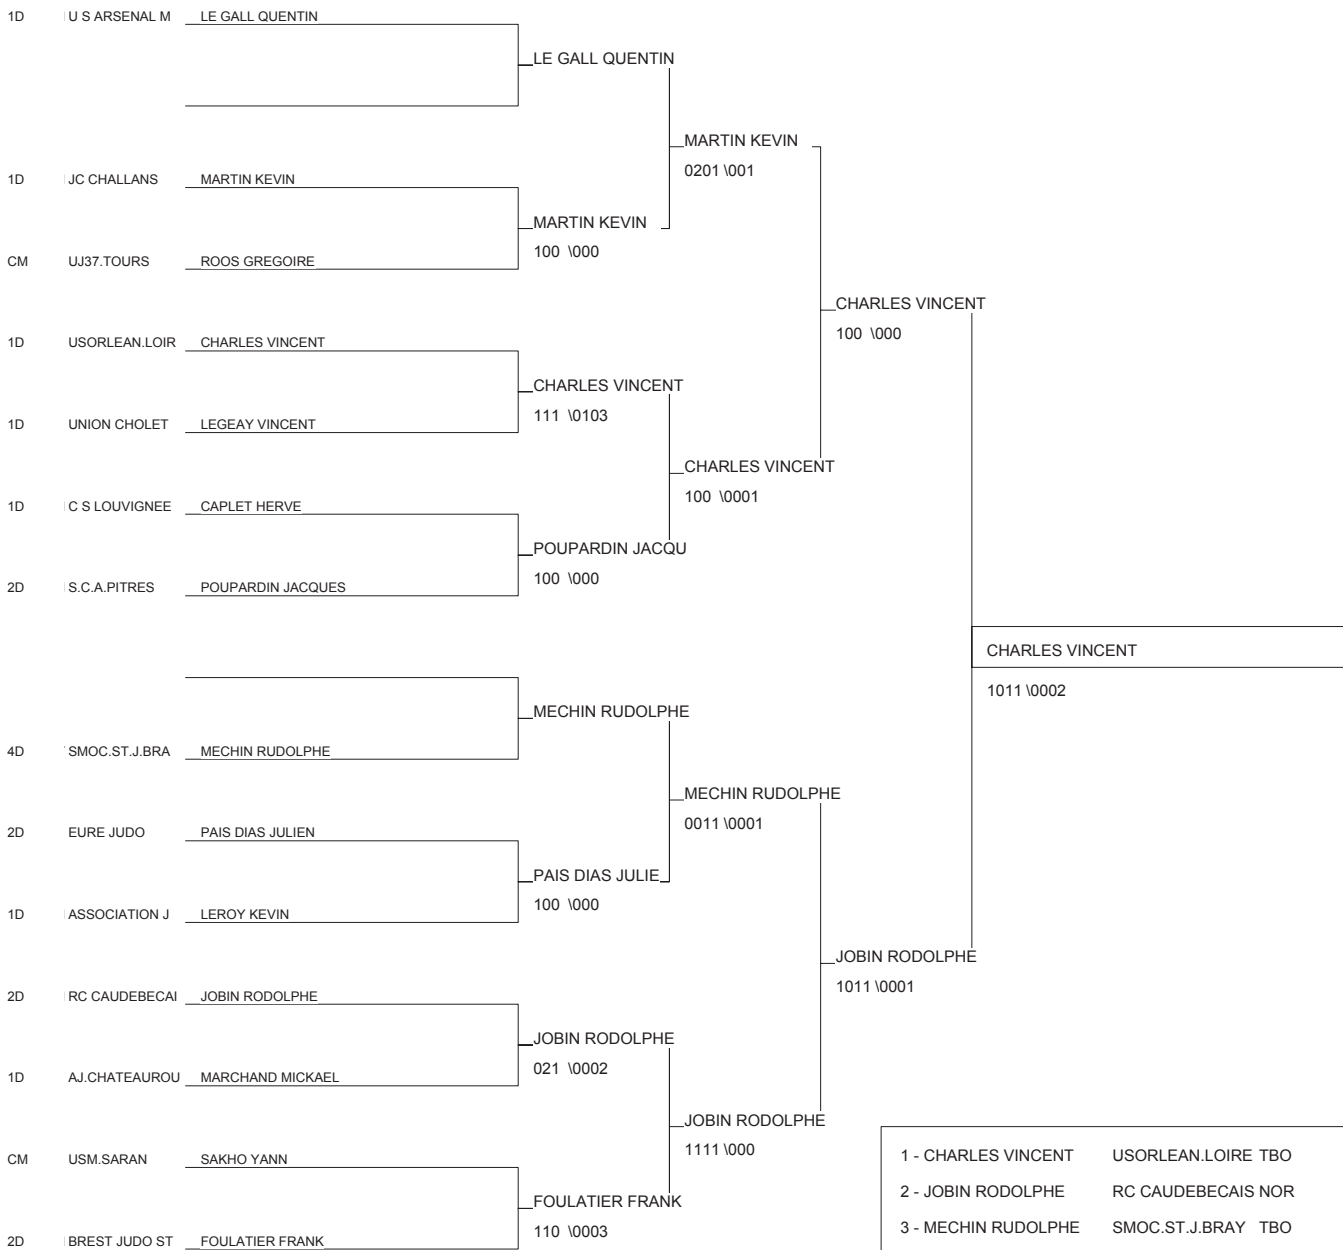 1D U S ARSENAL M LE GALL QUENTIN
LE GALL QUENTIN
MARTIN KEVIN
0201 \001
1D JC CHALLANS MARTIN KEVIN
MARTIN KEVIN
100 \000
CM UJ37.TOURS ROOS GREGOIRE
CHARLES VINCENT
100 \000
1D USORLEAN.LOIR CHARLES VINCENT
CHARLES VINCENT
111 \0103
1D UNION CHOLET LEGEAY VINCENT
CHARLES VINCENT
100 \0001
1D C S LOUVIGNEE CAPLET HERVE
POUPARDIN JACQU
100 \000
2D S.C.A.PITRES POUPARDIN JACQUES
CHARLES VINCENT
1011 \0002
MECHIN RUDOLPHE
4D SMOC.ST.J.BRA MECHIN RUDOLPHE
MECHIN RUDOLPHE
0011 \0001
2D EURE JUDO PAIS DIAS JULIEN
PAIS DIAS JULIE
100 \000
1D ASSOCIATION J LEROY KEVIN
JOBIN RODOLPHE
1011 \0001
2D RC CAUDEBECAI JOBIN RODOLPHE
JOBIN RODOLPHE
021 \0002
1D AJ.CHATEAUROU MARCHAND MICKAEL
JOBIN RODOLPHE
1111 \000
CM USM.SARAN SAKHO YANN
FOULATIER FRANK
110 \0003
2D BREST JUDO ST FOULATIER FRANK
1 - CHARLES VINCENT USORLEAN.LOIRE TBO
2 - JOBIN RODOLPHE RC CAUDEBECAIS NOR
3 - MECHIN RUDOLPHE SMOC.ST.J.BRAY TBO